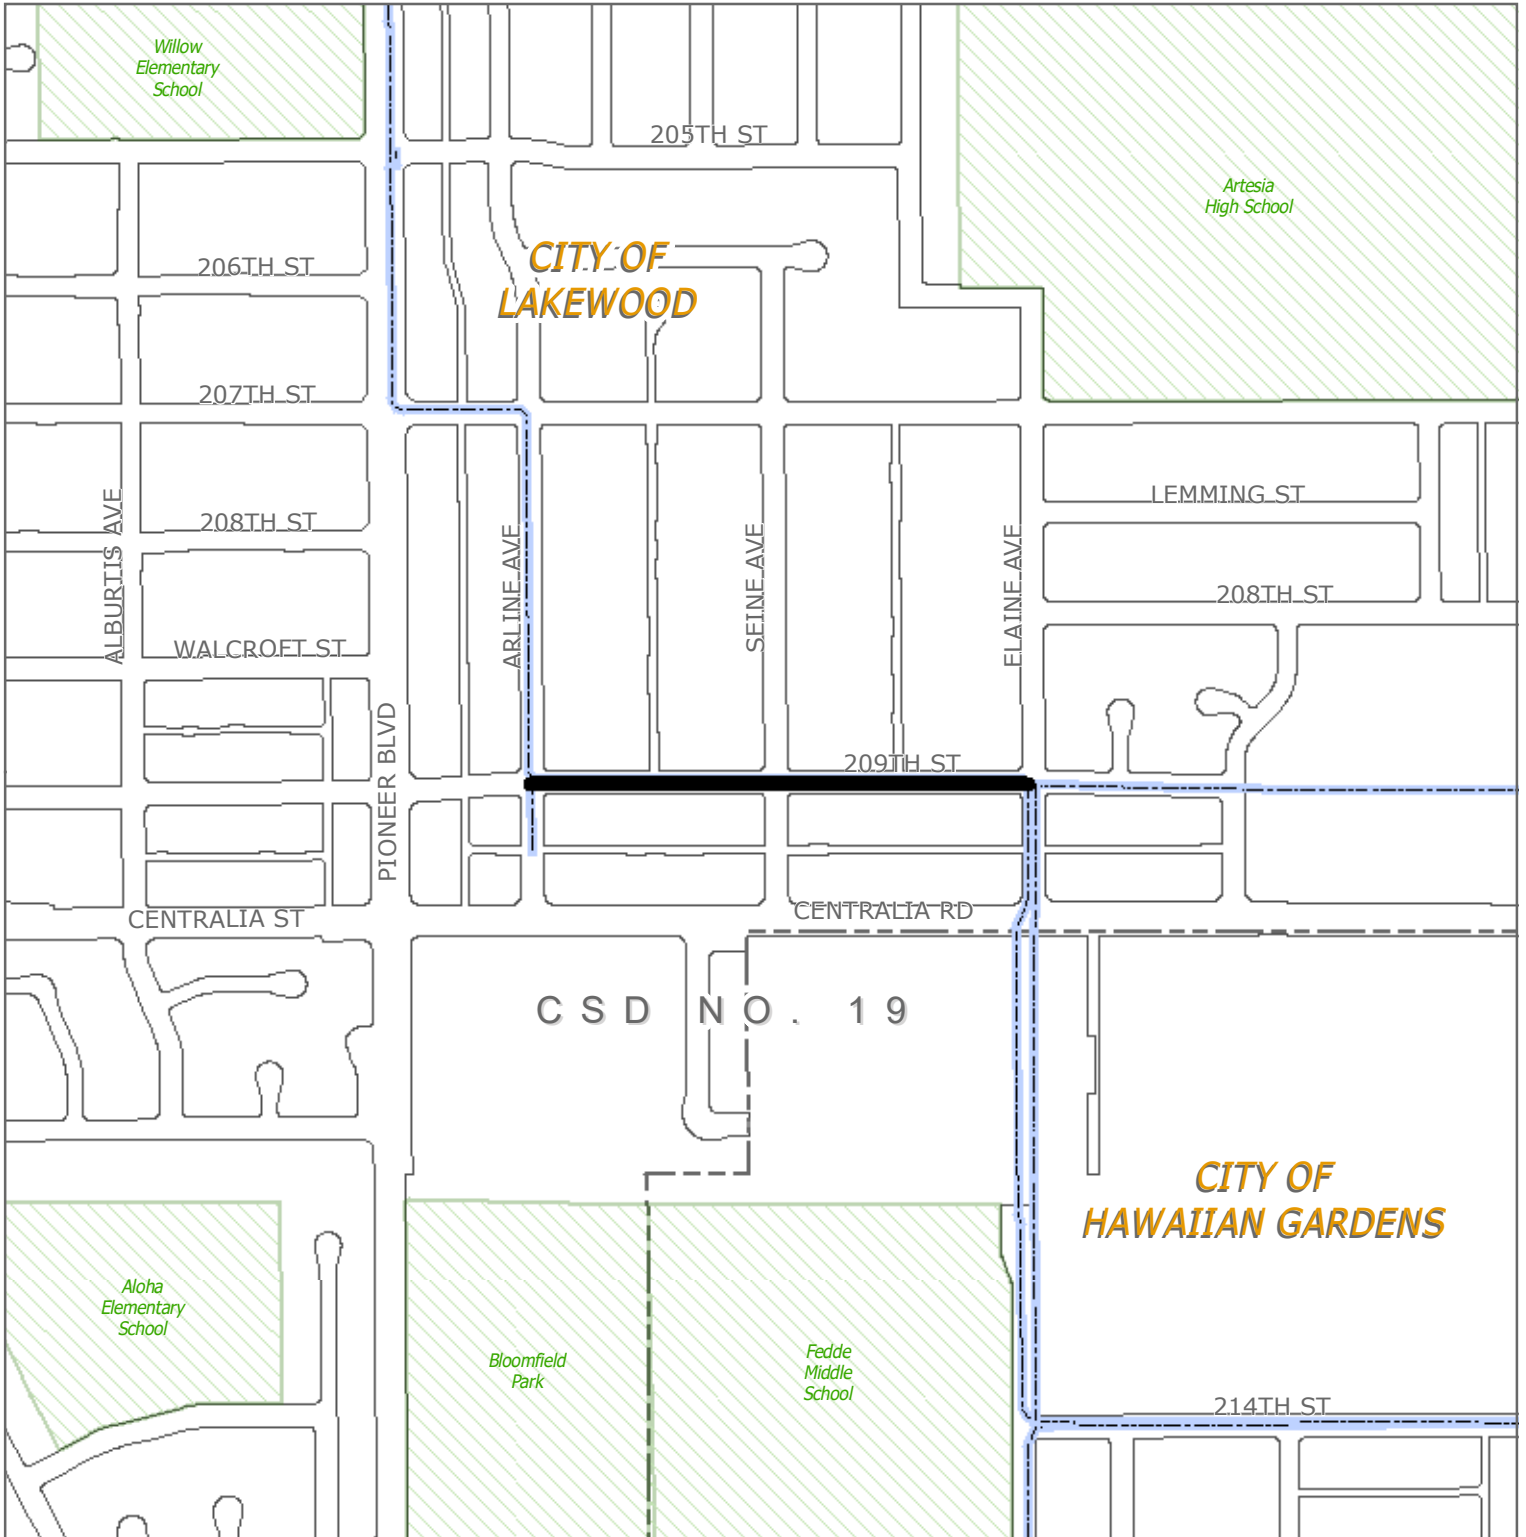 Willow
Elementary
School
205TH ST
Artesia
High School
206TH ST
CITY OF
LAKEWOOD
207TH ST
LEMMING ST
208TH ST
ALBURTIS AVE
ARLINE AVE
SEINE AVE
ELAINE AVE
208TH ST
WALCROFT ST
PIONEER BLVD
209TH ST
CENTRALIA ST
CENTRALIA RD
CSD NO. 19
CITY OF
HAWAIIAN GARDENS
Aloha
Elementary
School
Bloomfield
Park
Fedde
Middle
School
214TH ST